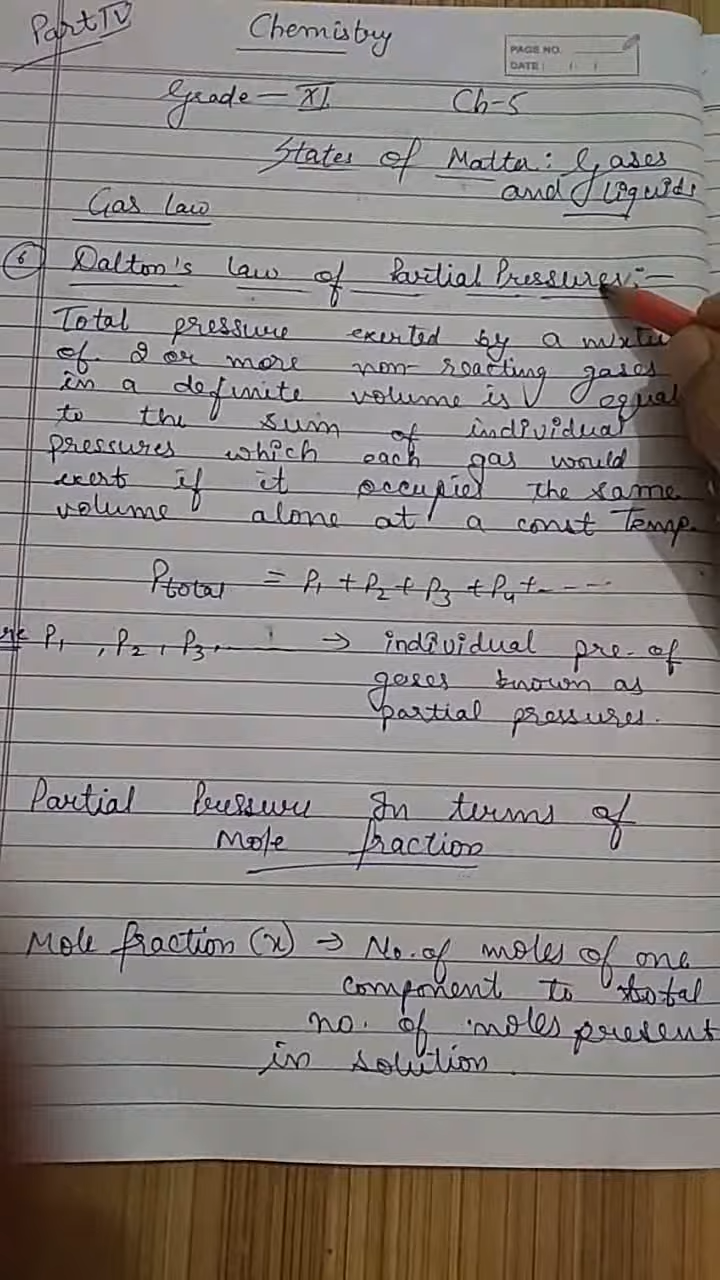 Part IV
Chemistry
PAGE NO.
DATE : / /
Grade - XI Ch-5
States of Matter: Gases
and liquids
Gas law
6 Dalton's law of Partial Pressures:-
Total pressure exerted by a mixtu
of 2 or more non-reacting gases
in a definite volume is equal
to the sum of individual
pressures which each gas would
exert if it occupied the same
volume alone at a const Temp.
Ptotal = P1 + P2 + P3 + P4 + - - - -
P1, P2, P3, ...... → individual pre. of
gases known as
partial pressures.
Partial Pressure In terms of
Mole fraction
Mole fraction (x) → No. of moles of one
component to total
no. of moles present
in solution.